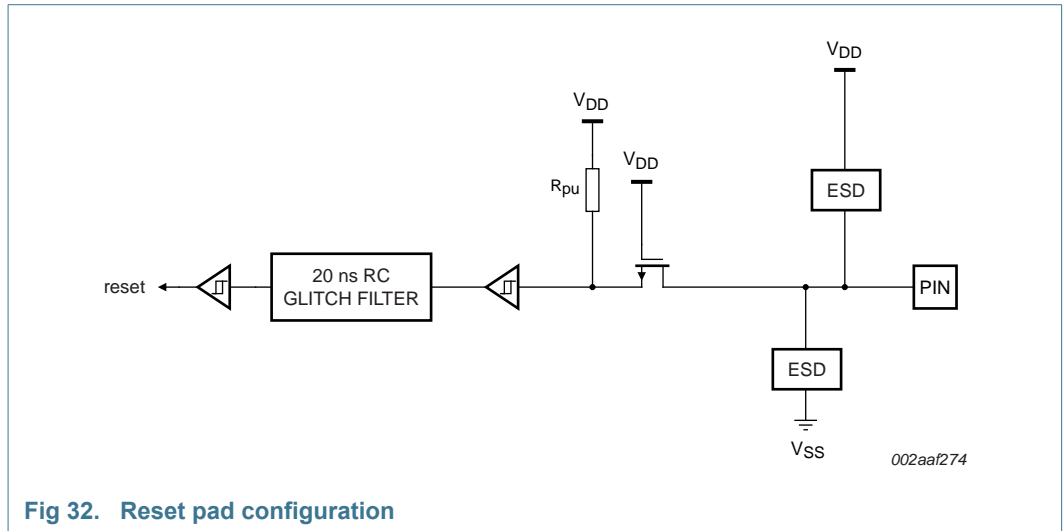 VDD
VDD
VDD
Rpu
ESD
reset
20 ns RC
GLITCH FILTER
PIN
ESD
VSS
002aaf274
Fig 32. Reset pad configuration